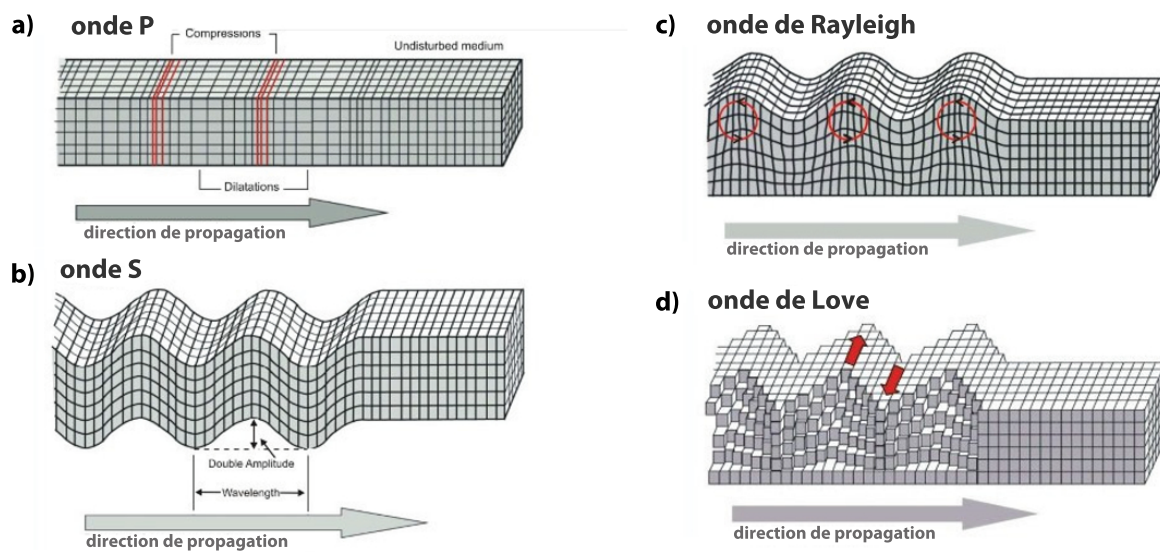 a) onde P
Compressions
Undisturbed medium
Dilatations
direction de propagation
b) onde S
Double Amplitude
Wavelength
direction de propagation
c) onde de Rayleigh
direction de propagation
d) onde de Love
direction de propagation